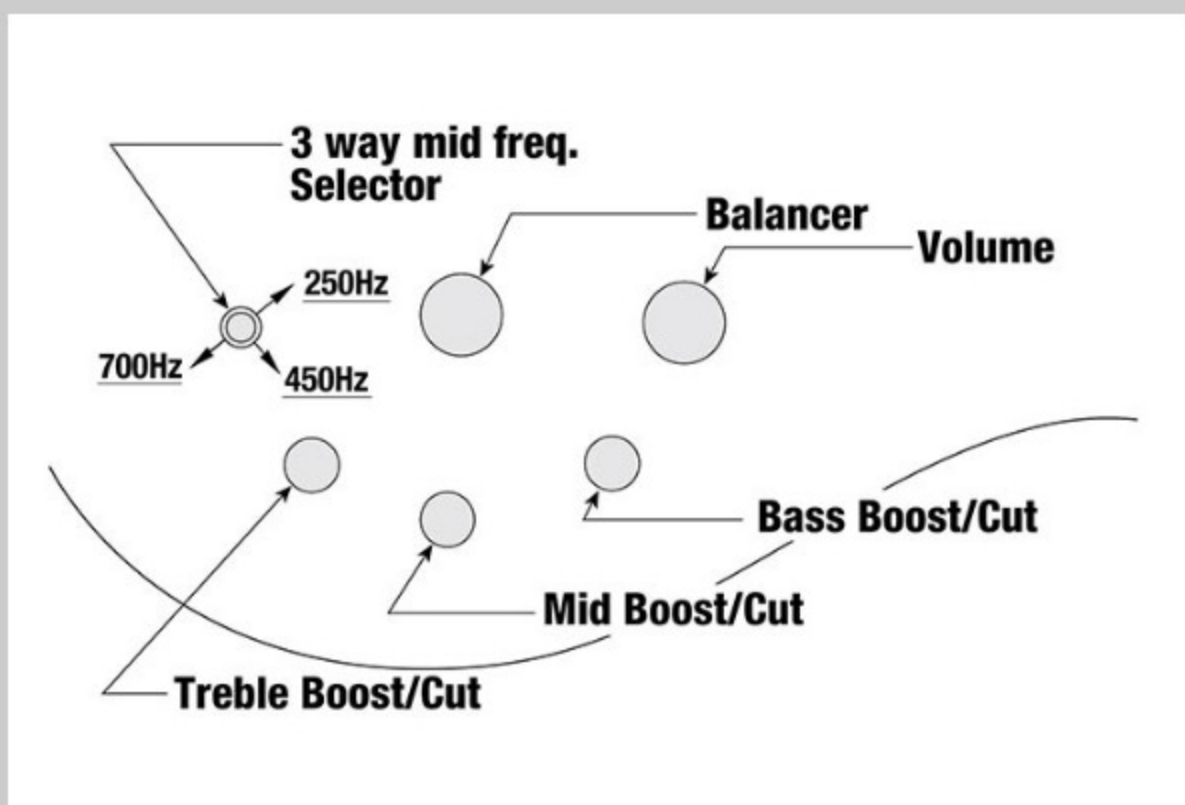 3 way mid freq.
Selector
Balancer
Volume
250Hz
700Hz
450Hz
Bass Boost/Cut
Mid Boost/Cut
Treble Boost/Cut